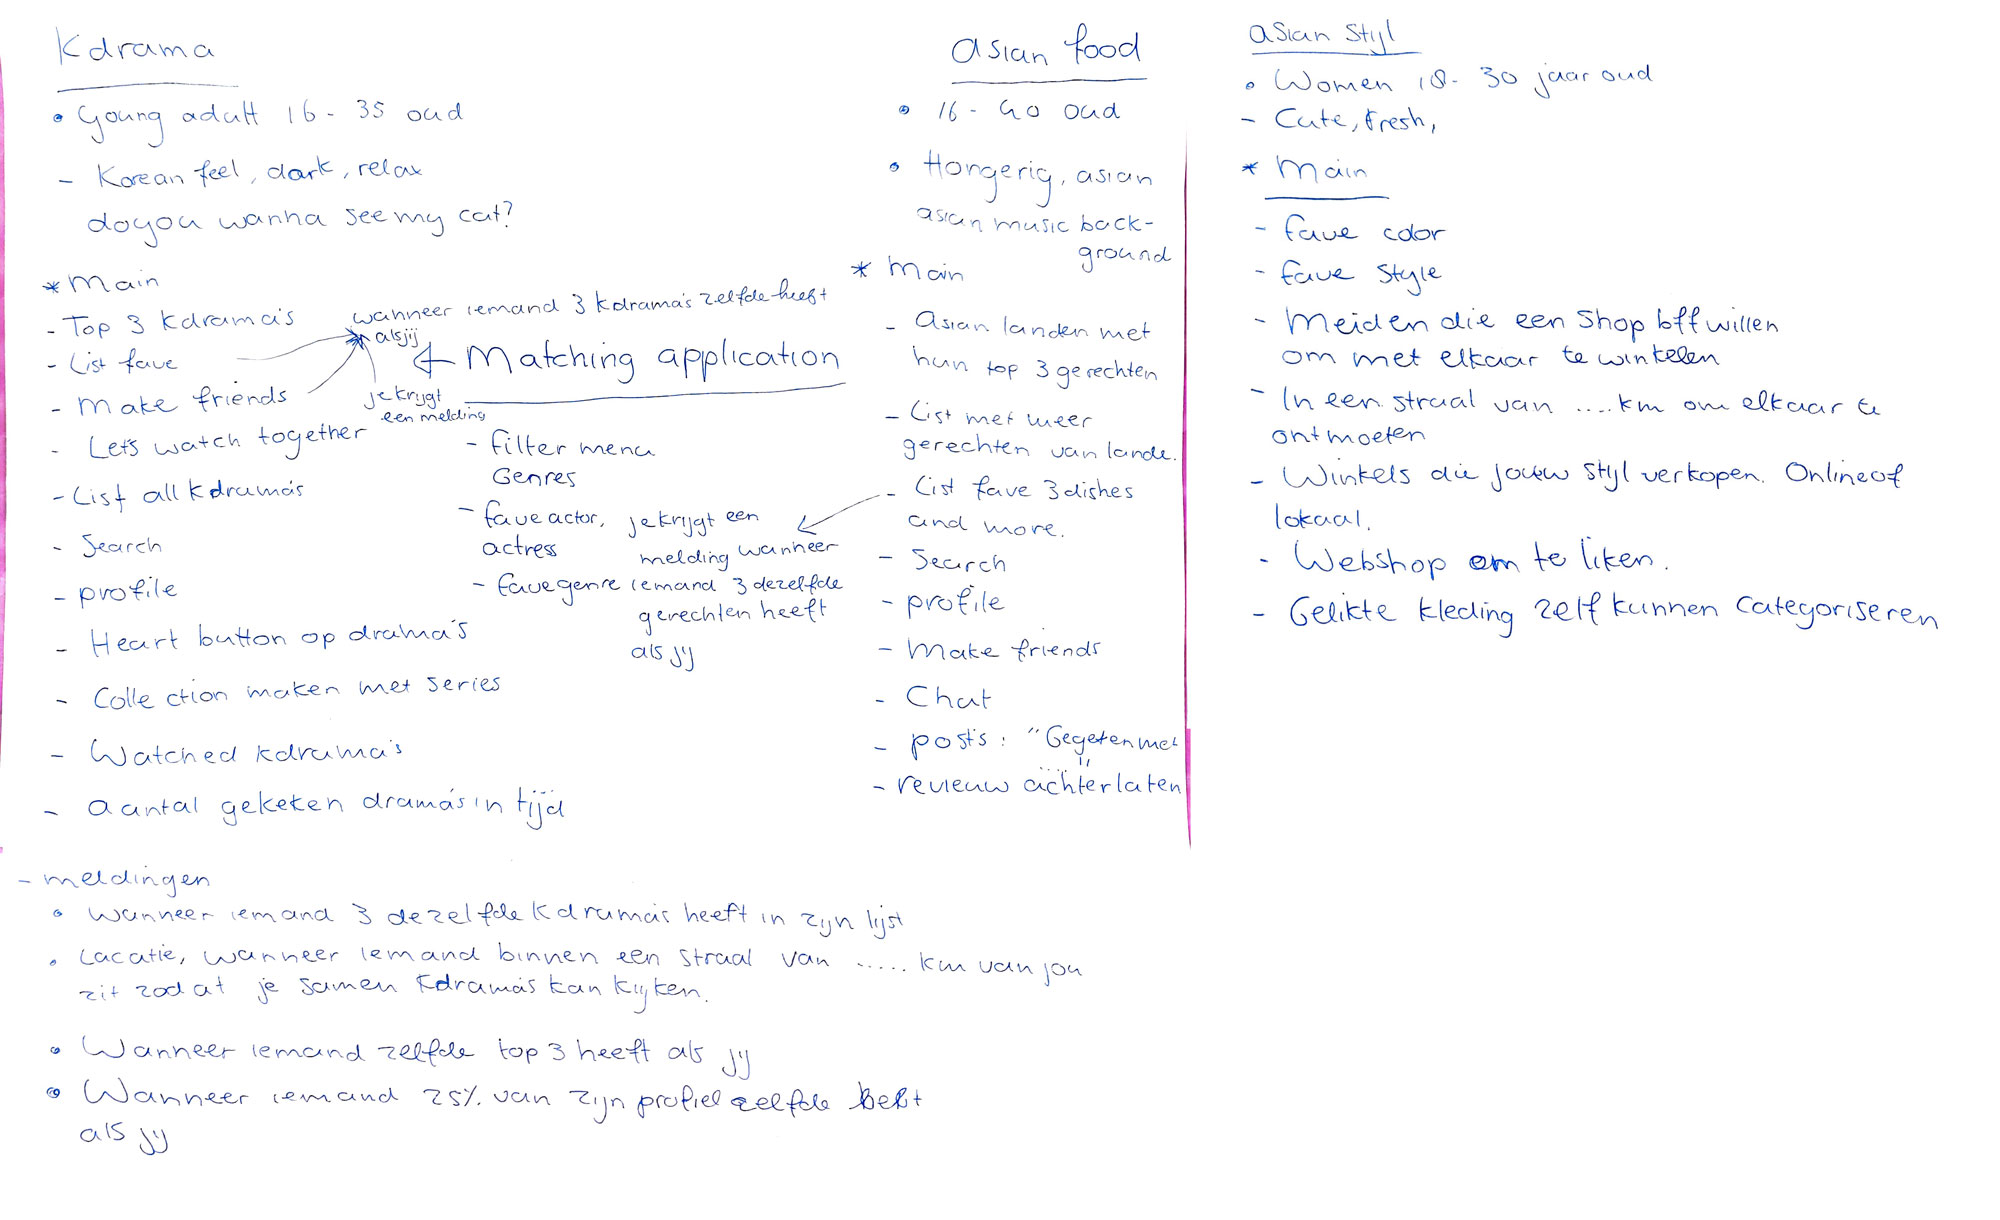 Kdrama
• Young adult 16 - 35 oud
- Korean feel, dark, relax
do you wanna see my cat?
* Main
- Top 3 Kdrama's
- List fave
- Make friends
- Let's watch together
- List all Kdrama's
- Search
- profile
- Heart button op drama's
- Collection maken met series
- Watched kdrama's
- aantal gekeken drama's in tijd
wanneer iemand 3 kdrama's zelfde heeft
als jij
Matching application
je krijgt
een melding
- filter menu
Genres
- fave actor,
actress
- fave genre
je krijgt een
melding wanneer
iemand 3 dezelfde
gerechten heeft
als jij
asian food
• 16 - 40 oud
• Hongerig, asian
asian music back-
ground
* Main
- Asian landen met
hun top 3 gerechten
- List met meer
gerechten van lande.
- List fave 3 dishes
and more.
- Search
- profile
- Make friends
- Chat
- posts: "Gegeten met
....."
- revieuw achterlaten
asian Styl
• Women 18 - 30 jaar oud
- Cute, Fresh,
* Main
- fave color
- fave style
- Meiden die een shop bff willen
om met elkaar te winkelen
- In een straal van ..... km om elkaar te
ontmoeten
- Winkels die jouw styl verkopen. Online of
lokaal.
- Webshop om te liken.
- Gelikte kleding zelf kunnen categoriseren
- meldingen
• Wanneer iemand 3 dezelfde Kdrama's heeft in zijn lijst
• Lacatie, wanneer iemand binnen een straal van ..... km van jou
zit zodat je samen Kdrama's kan kijken.
• Wanneer iemand zelfde top 3 heeft als jij
• Wanneer iemand 25% van zijn profiel zelfde heeft
als jij